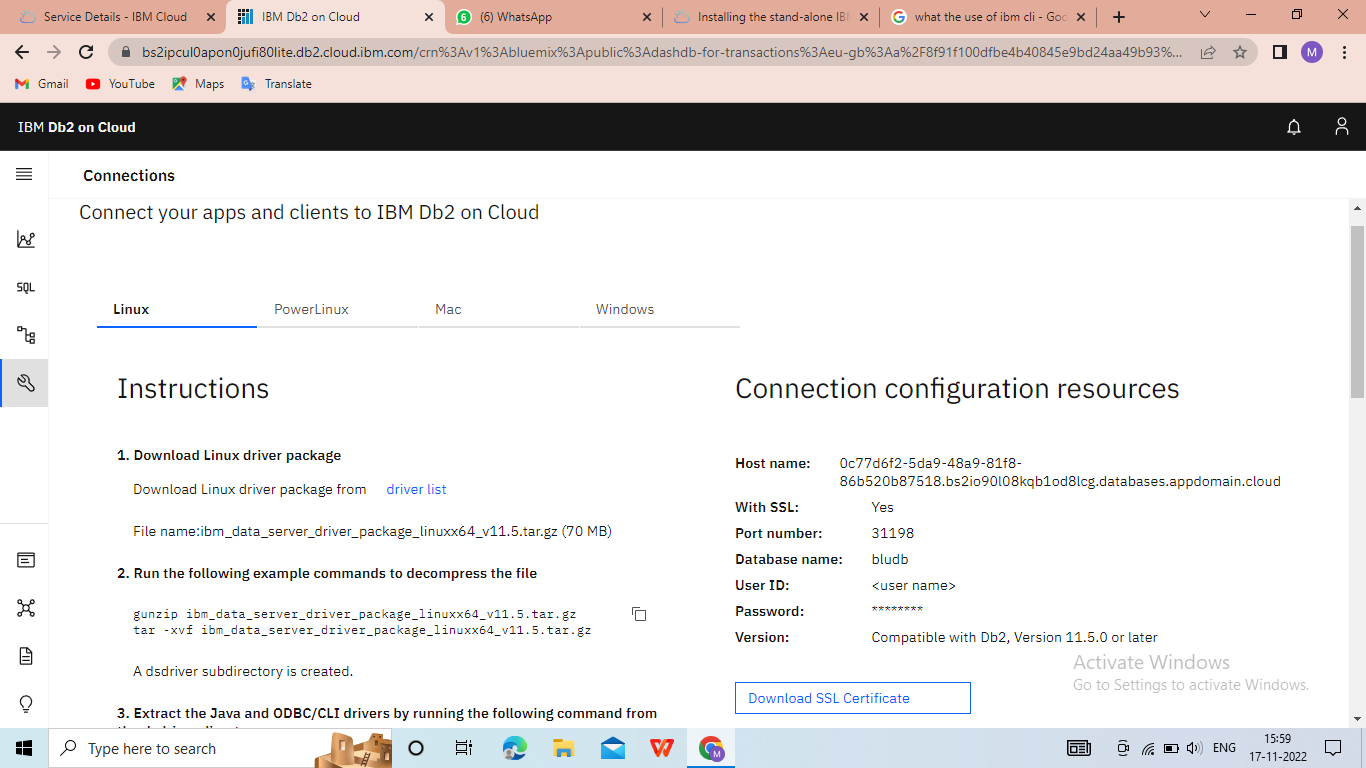 Service Details - IBM Cloud
IBM Db2 on Cloud
(6) WhatsApp
Installing the stand-alone IBM
what the use of ibm cli - Goo
bs2ipcul0apon0jufi80lite.db2.cloud.ibm.com/crn%3Av1%3Abluemix%3Apublic%3Adashdb-for-transactions%3Aeu-gb%3Aa%2F8f91f100dfbe4b40845e9bd24aa49b93%...
M
Gmail
YouTube
Maps
Translate
IBM Db2 on Cloud
Connections
Connect your apps and clients to IBM Db2 on Cloud
SQL
Linux
PowerLinux
Mac
Windows
Instructions
1. Download Linux driver package
Download Linux driver package from driver list
File name:ibm_data_server_driver_package_linuxx64_v11.5.tar.gz (70 MB)
2. Run the following example commands to decompress the file
gunzip ibm_data_server_driver_package_linuxx64_v11.5.tar.gz
tar -xvf ibm_data_server_driver_package_linuxx64_v11.5.tar.gz
A dsdriver subdirectory is created.
3. Extract the Java and ODBC/CLI drivers by running the following command from
Connection configuration resources
Host name: 0c77d6f2-5da9-48a9-81f8-
86b520b87518.bs2io90l08kqb1od8lcg.databases.appdomain.cloud
With SSL: Yes
Port number: 31198
Database name: bludb
User ID: <user name>
Password: ********
Version: Compatible with Db2, Version 11.5.0 or later
Download SSL Certificate
Activate Windows
Go to Settings to activate Windows.
Type here to search
ENG
15:59
17-11-2022